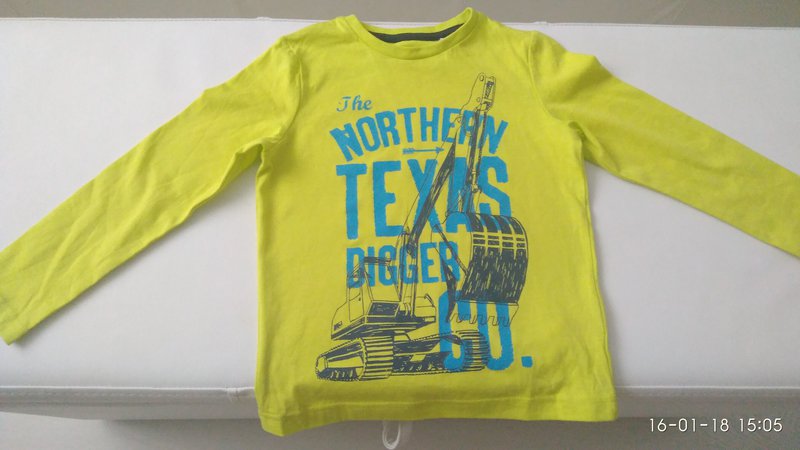 The
NORTHERN
TEXAS
DIGGER
CO.
16-01-18 15:05